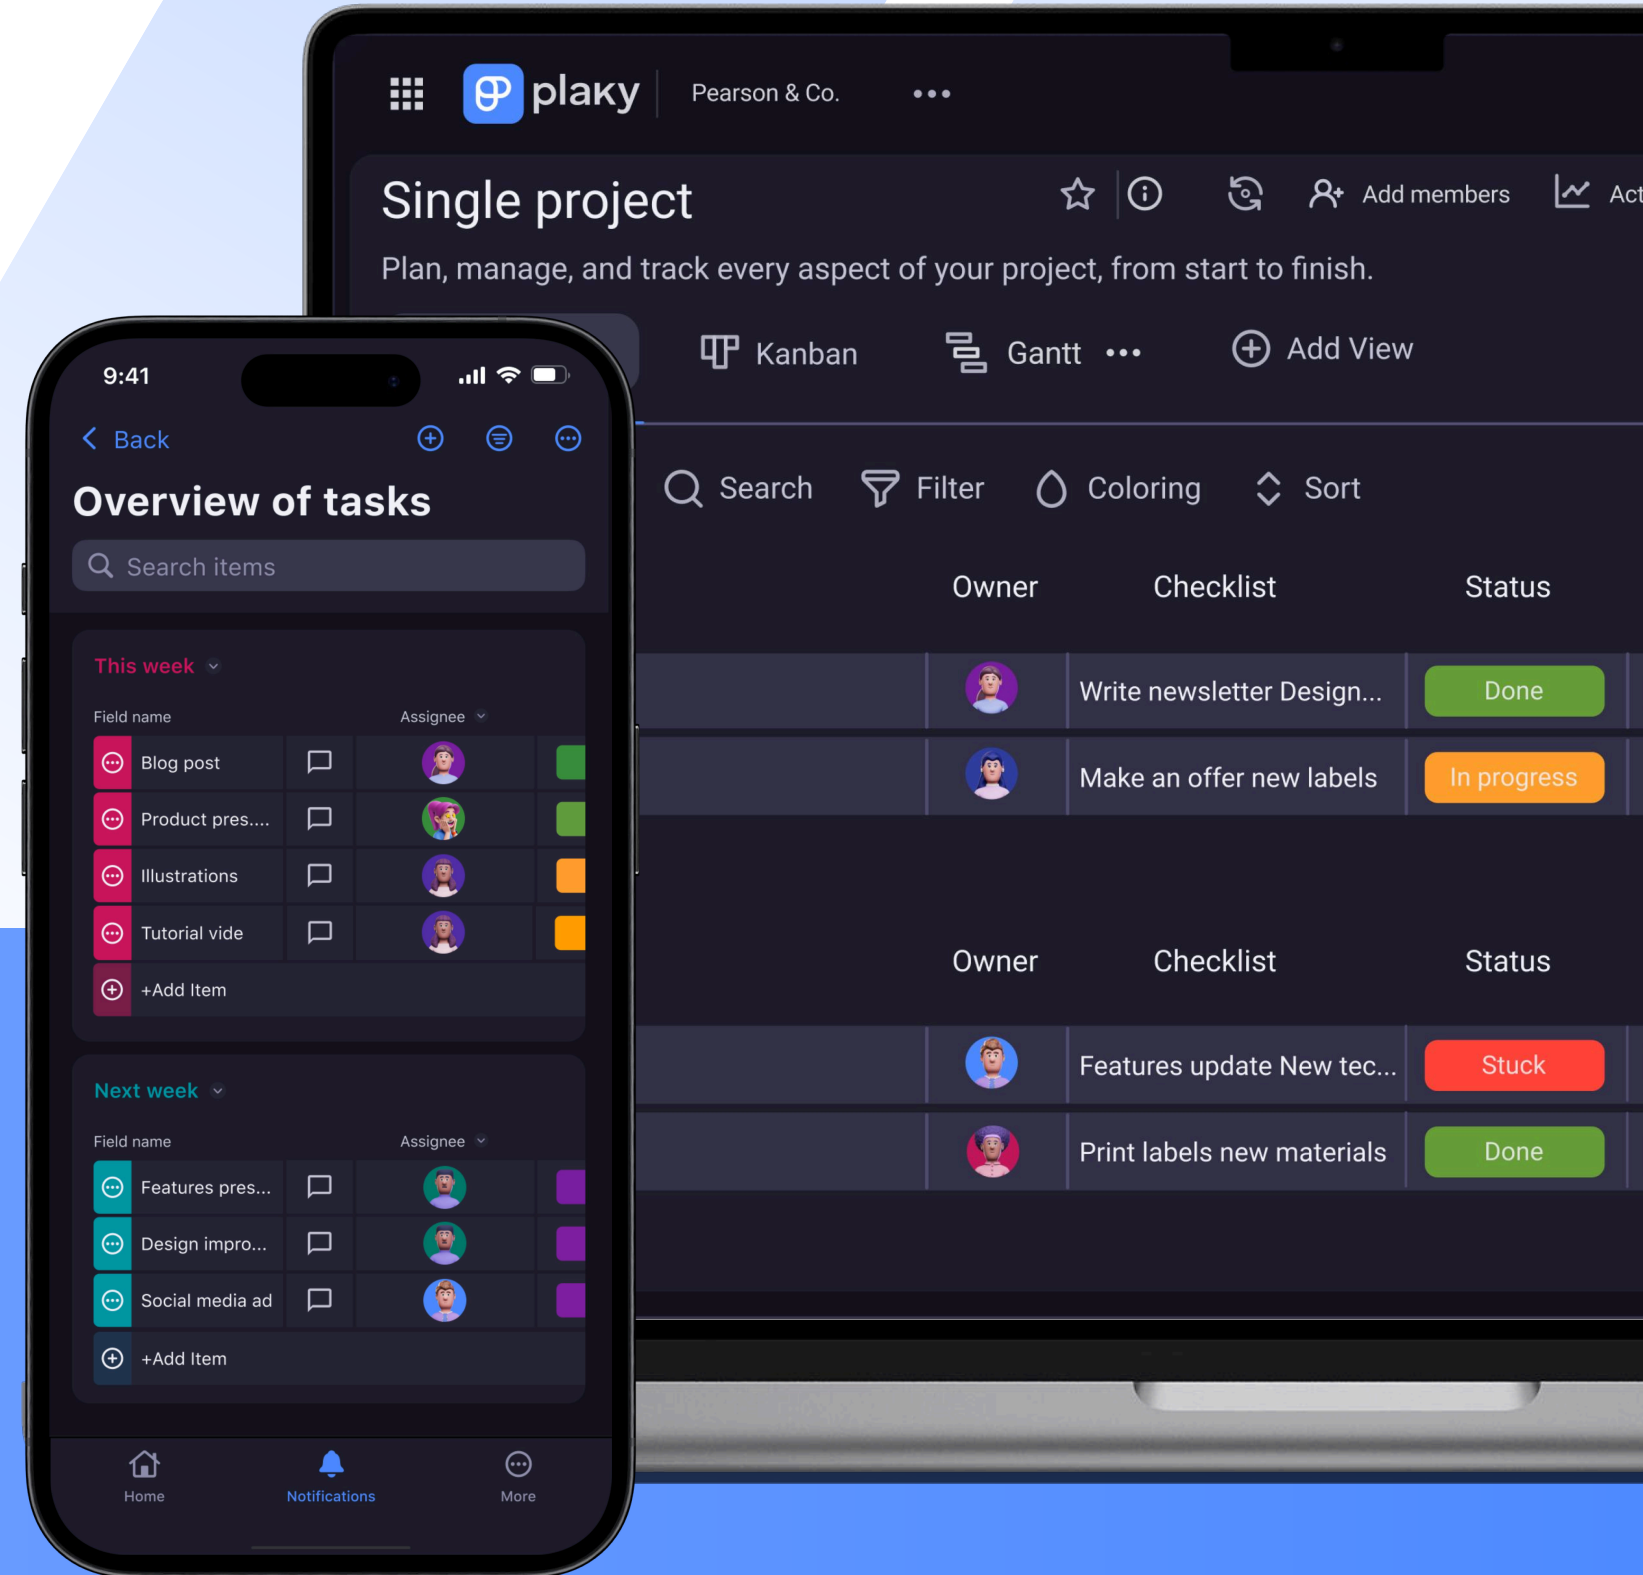 plaky
Pearson & Co.
Single project
Add members
Act
Plan, manage, and track every aspect of your project, from start to finish.
Kanban
Gantt
Add View
Search
Filter
Coloring
Sort
Owner Checklist Status
Write newsletter Design... Done
Make an offer new labels In progress
Owner Checklist Status
Features update New tec... Stuck
Print labels new materials Done
9:41
Back
Overview of tasks
Search items
This week
Field name Assignee
Blog post
Product pres....
Illustrations
Tutorial vide
+Add Item
Next week
Field name Assignee
Features pres...
Design impro...
Social media ad
+Add Item
Home Notifications More